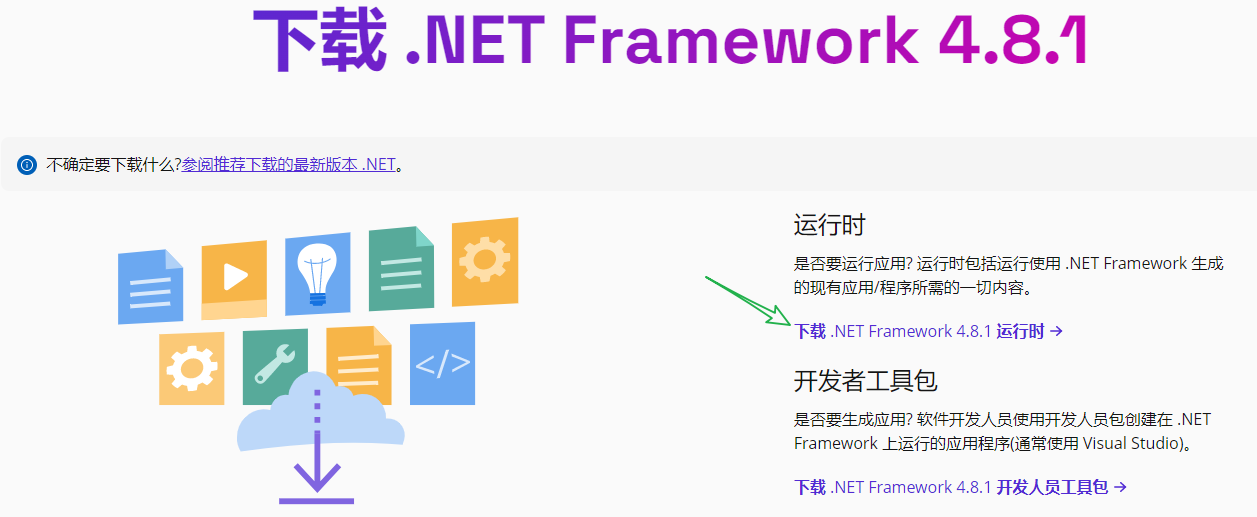 下载 .NET Framework 4.8.1
不确定要下载什么?参阅推荐下载的最新版本 .NET。
运行时
是否要运行应用? 运行时包括运行使用 .NET Framework 生成
的现有应用/程序所需的一切内容。
下载 .NET Framework 4.8.1 运行时 →
开发者工具包
是否要生成应用? 软件开发人员使用开发人员包创建在 .NET
Framework 上运行的应用程序(通常使用 Visual Studio)。
下载 .NET Framework 4.8.1 开发人员工具包 →